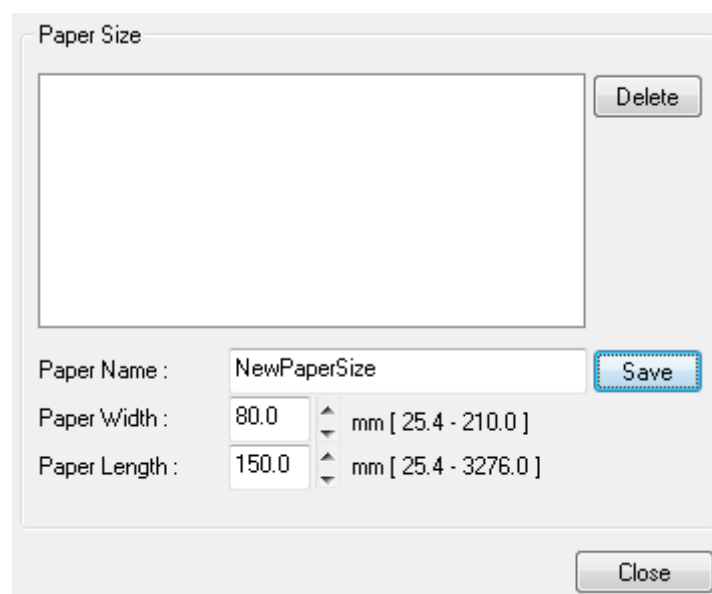 Paper Size
Delete
Paper Name : NewPaperSize Save
Paper Width : 80.0 mm [ 25.4 - 210.0 ]
Paper Length : 150.0 mm [ 25.4 - 3276.0 ]
Close